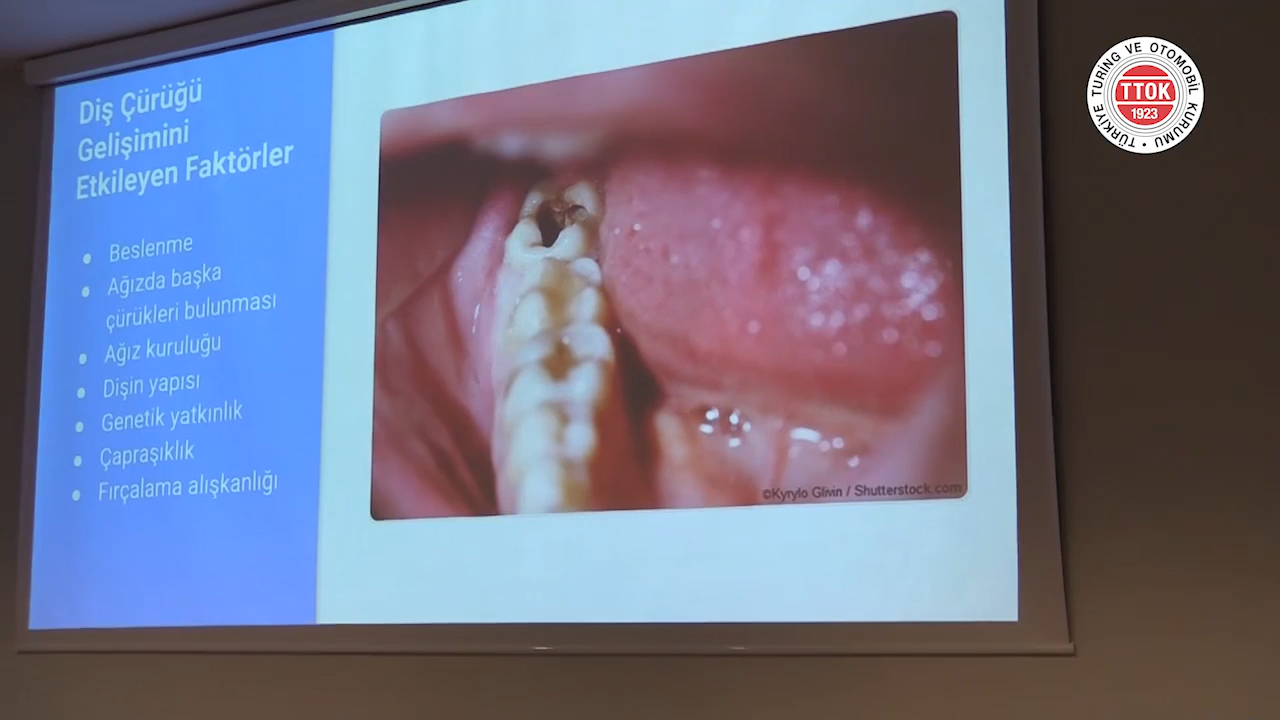 Diş Çürüğü
Gelişimini
Etkileyen Faktörler
● Beslenme
● Ağızda başka
çürükleri bulunması
● Ağız kuruluğu
● Dişin yapısı
● Genetik yatkınlık
● Çapraşıklık
● Fırçalama alışkanlığı
©Kyrylo Glivin / Shutterstock.com
TÜRKİYE TURİNG VE OTOMOBİL KURUMU •
TTOK
1923